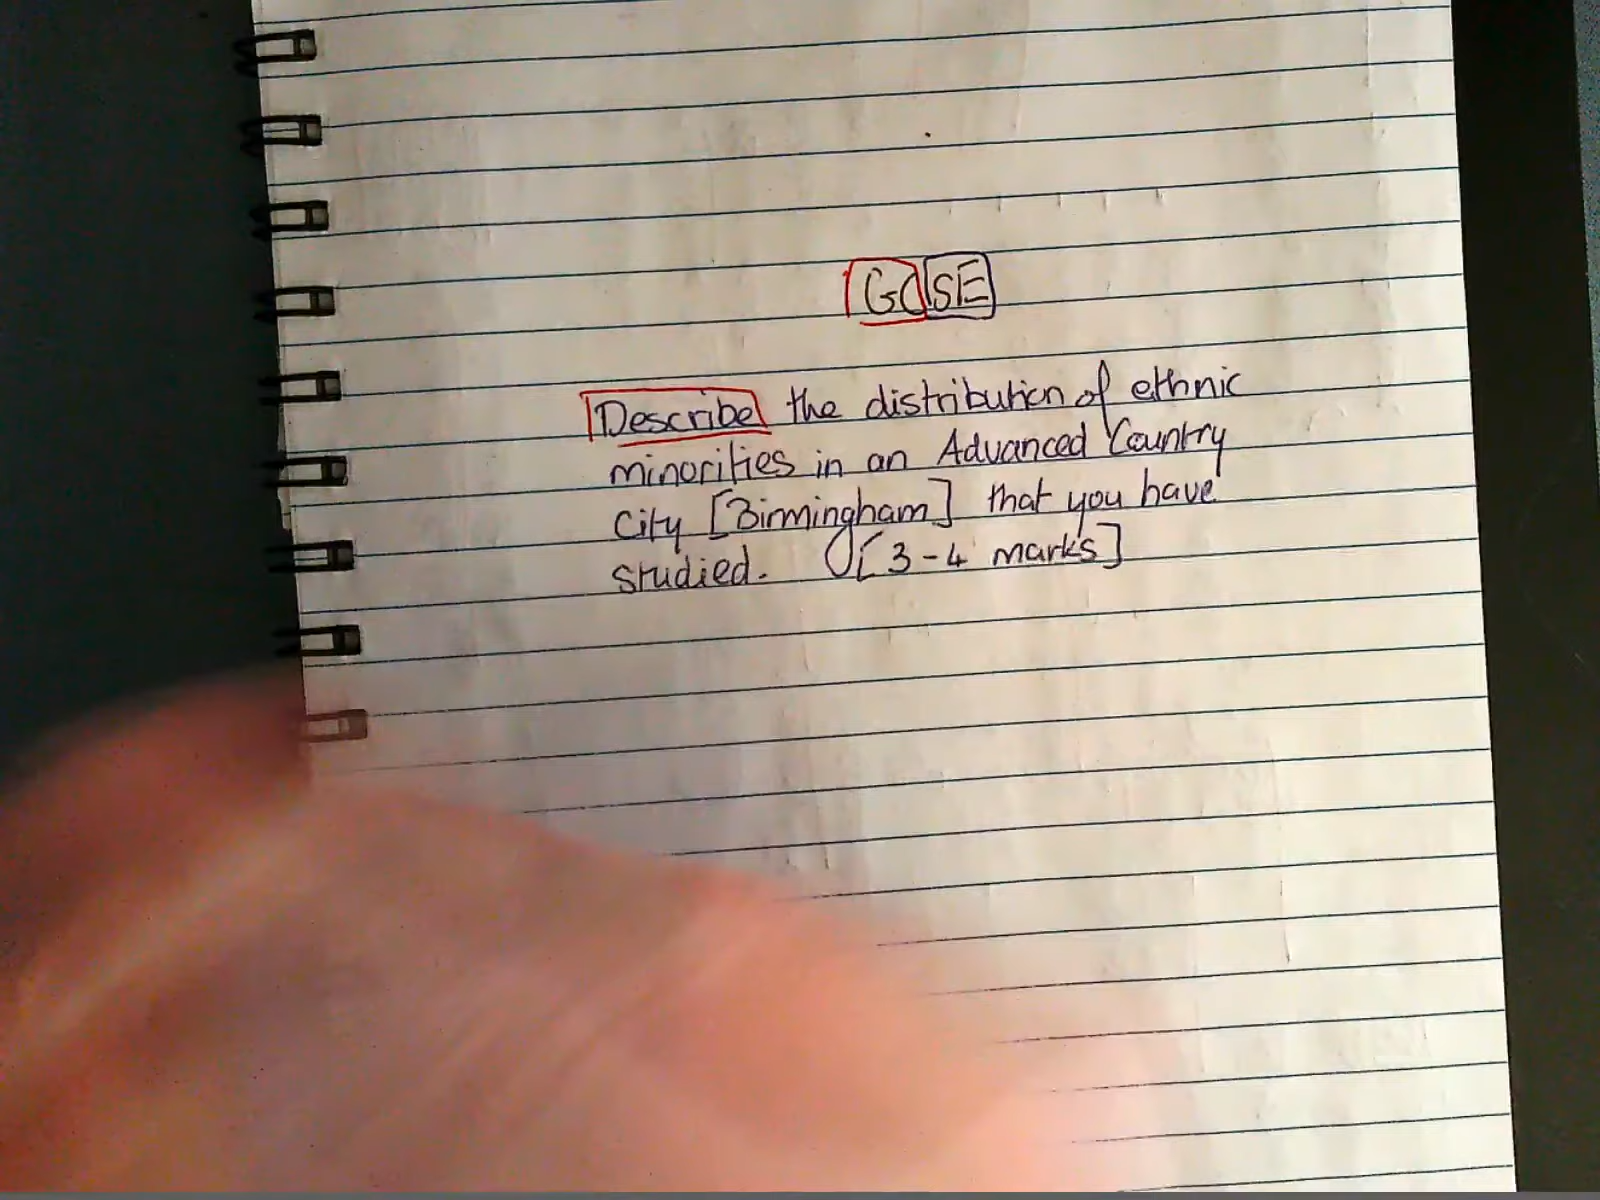 GCSE
Describe the distribution of ethnic
minorities in an Advanced Country
City [Birmingham] that you have
studied. [3-4 marks]